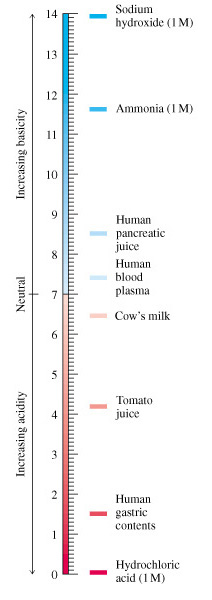 14
13
12
11
10
9
8
7
6
5
4
3
2
1
0
Increasing basicity
Neutral
Increasing acidity
Sodium
hydroxide (1 M)
Ammonia (1 M)
Human
pancreatic
juice
Human
blood
plasma
Cow's milk
Tomato
juice
Human
gastric
contents
Hydrochloric
acid (1 M)